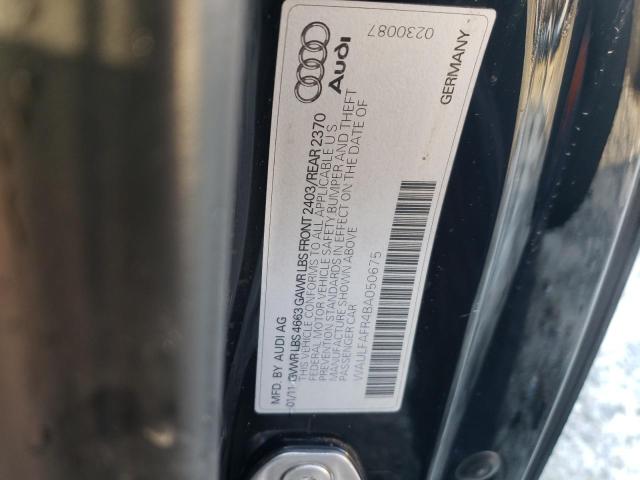 MFD. BY AUDI AG
01/11 GVWR LBS 4663 GAWR LBS FRONT 2403/REAR 2370
THIS VEHICLE CONFORMS TO ALL APPLICABLE U S
FEDERAL MOTOR VEHICLE SAFETY, BUMPER AND THEFT
PREVENTION STANDARDS IN EFFECT ON THE DATE OF
MANUFACTURE SHOWN ABOVE
PASSENGER CAR
WAULFAFR4BA050675
Audi
0230087
GERMANY